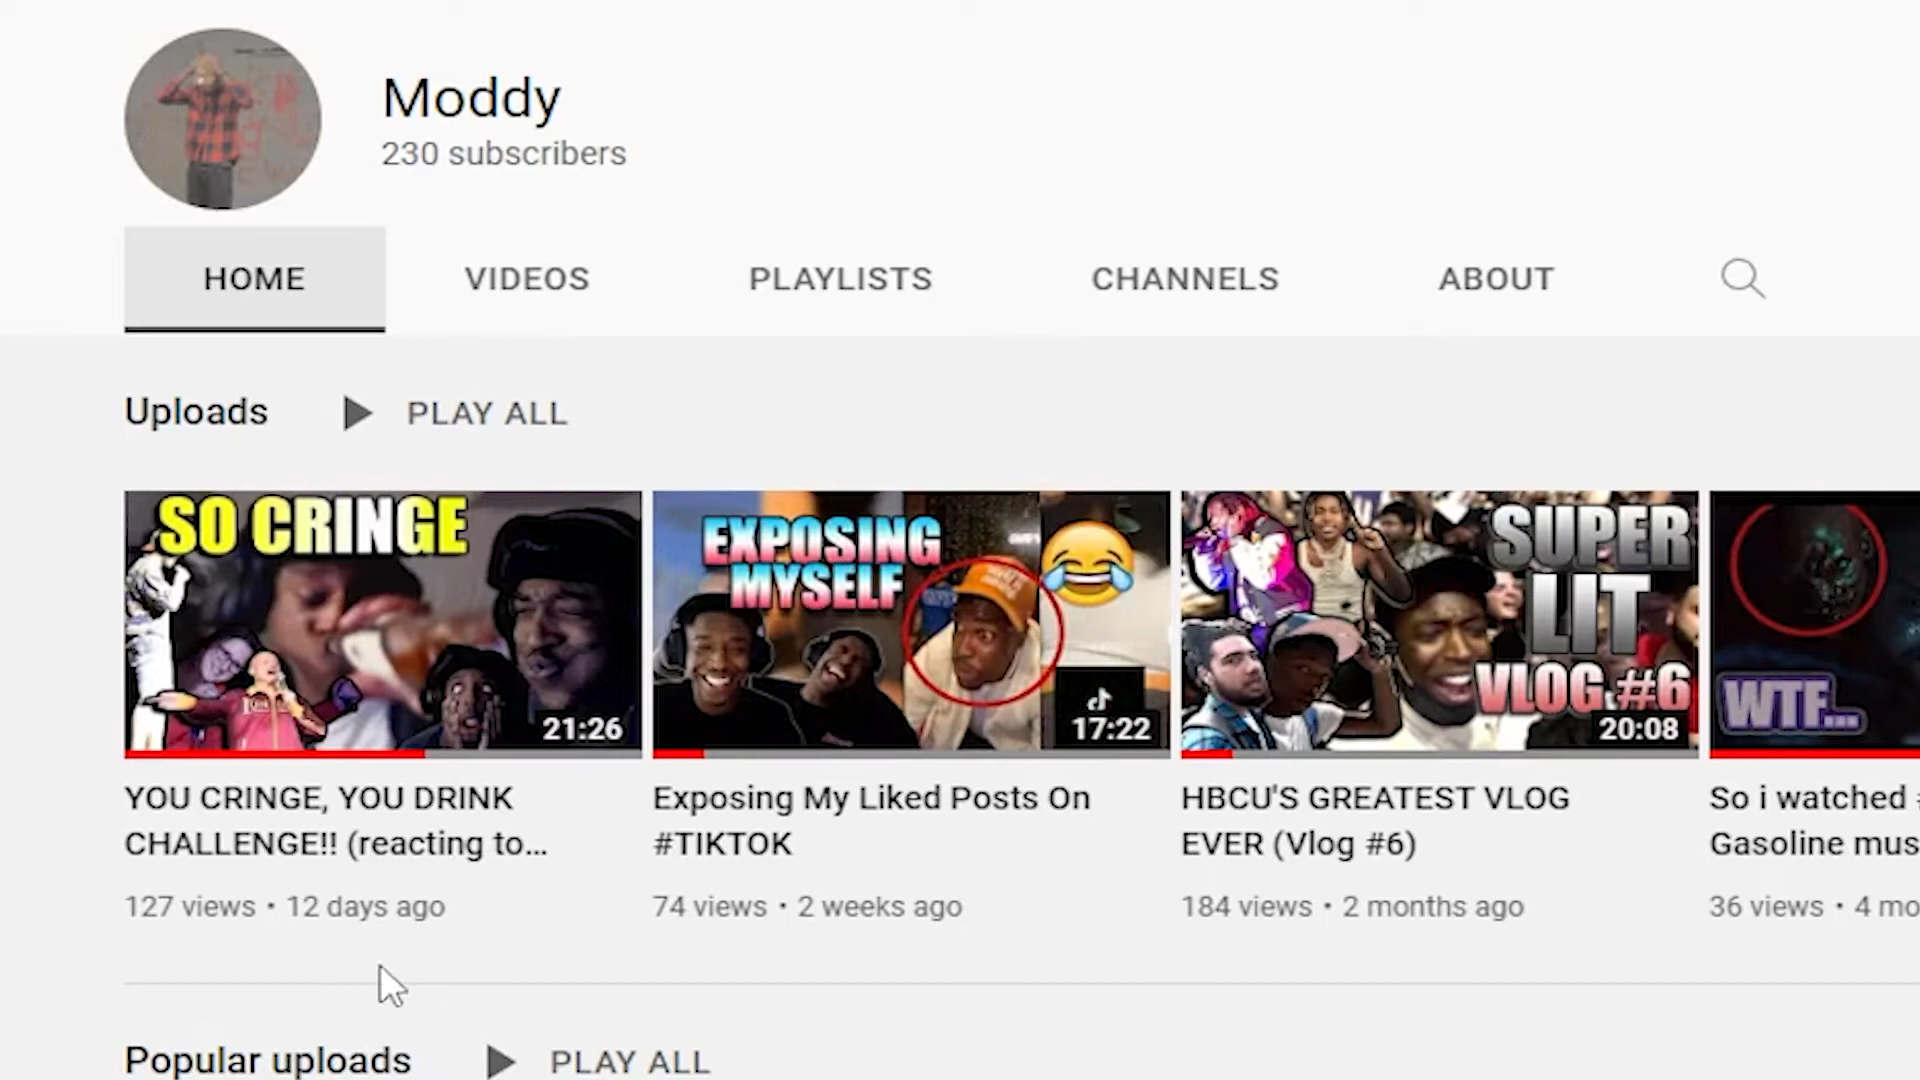 Moddy
230 subscribers
HOME
VIDEOS
PLAYLISTS
CHANNELS
ABOUT
Uploads
PLAY ALL
SO CRINGE
21:26
EXPOSING
MYSELF
17:22
SUPER
LIT
VLOG #6
20:08
WTF...
YOU CRINGE, YOU DRINK
CHALLENGE!! (reacting to...
127 views • 12 days ago
Exposing My Liked Posts On
#TIKTOK
74 views • 2 weeks ago
HBCU'S GREATEST VLOG
EVER (Vlog #6)
184 views • 2 months ago
So i watched
Gasoline mus
36 views • 4 mo
Popular uploads
PLAY ALL